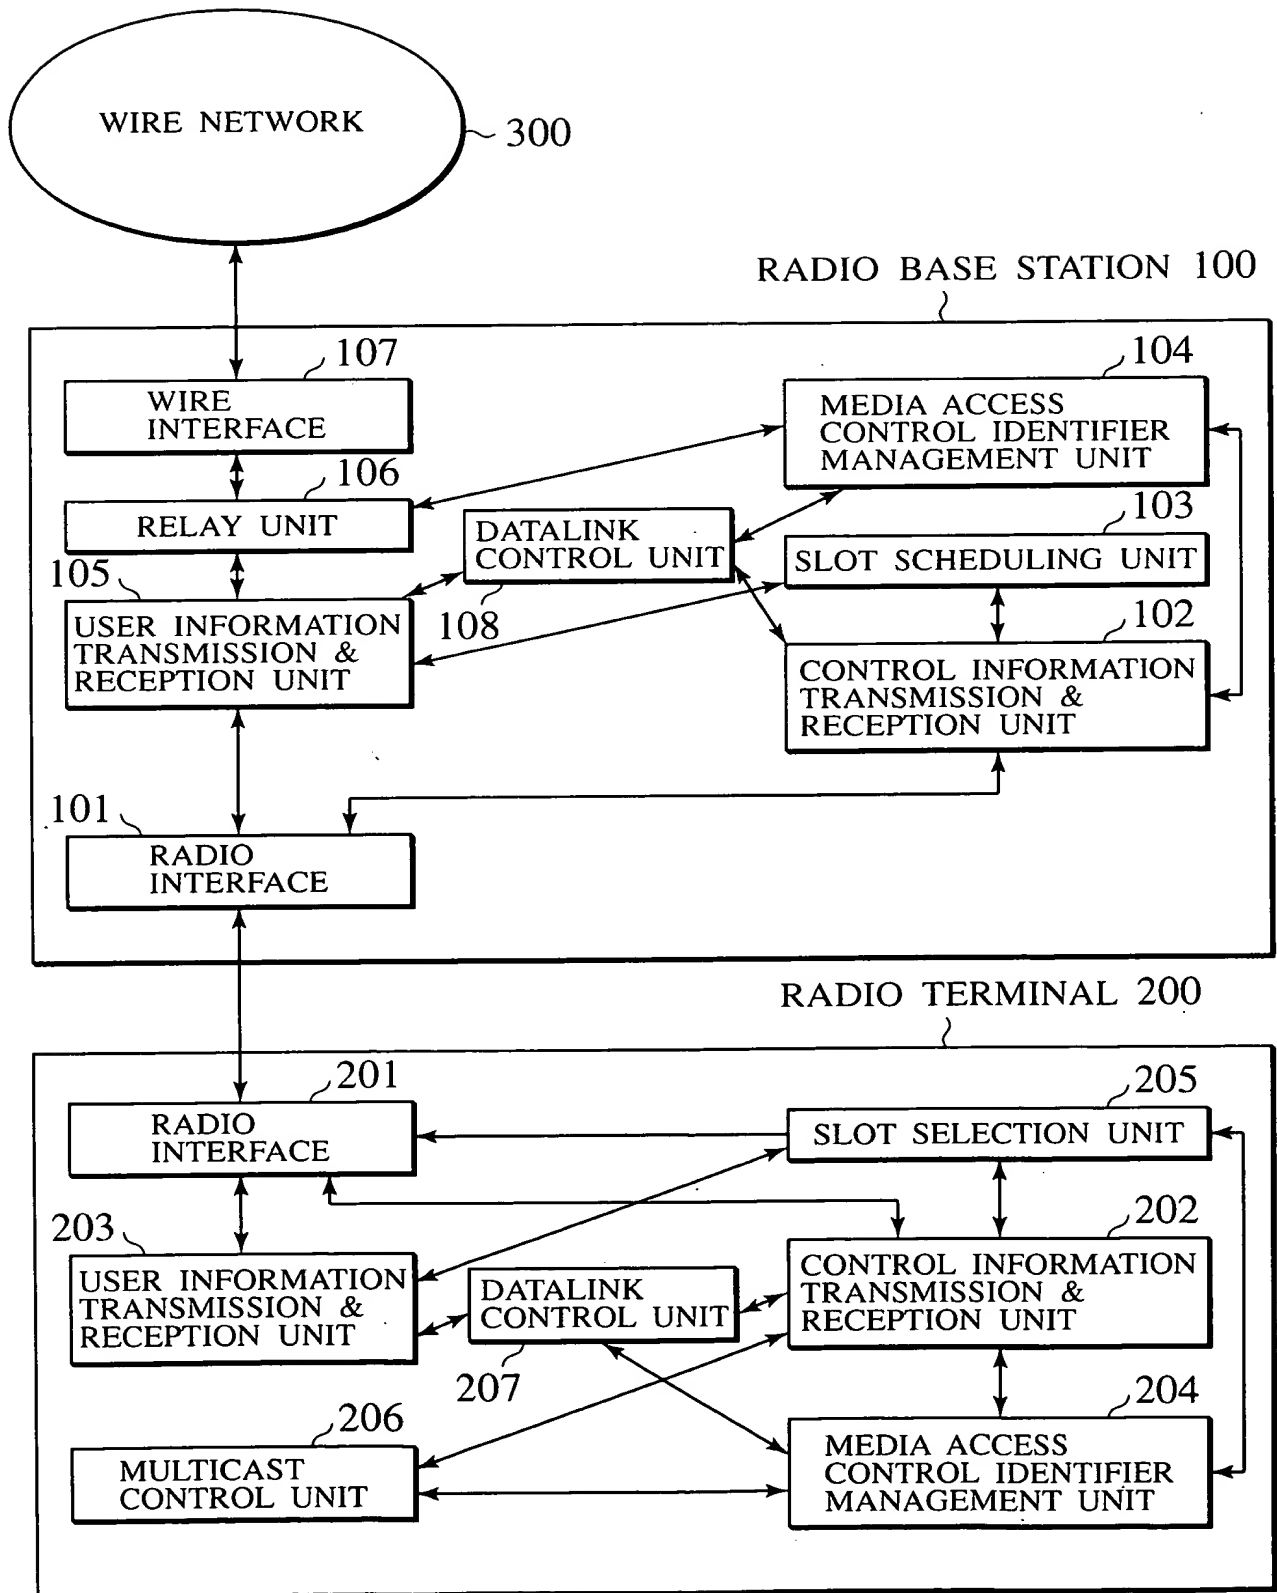 WIRE NETWORK
300
RADIO BASE STATION 100
107
WIRE
INTERFACE
104
MEDIA ACCESS
CONTROL IDENTIFIER
MANAGEMENT UNIT
106
RELAY UNIT
DATALINK
CONTROL UNIT
108
103
SLOT SCHEDULING UNIT
105
USER INFORMATION
TRANSMISSION &
RECEPTION UNIT
102
CONTROL INFORMATION
TRANSMISSION &
RECEPTION UNIT
101
RADIO
INTERFACE
RADIO TERMINAL 200
201
RADIO
INTERFACE
205
SLOT SELECTION UNIT
203
USER INFORMATION
TRANSMISSION &
RECEPTION UNIT
DATALINK
CONTROL UNIT
207
202
CONTROL INFORMATION
TRANSMISSION &
RECEPTION UNIT
206
MULTICAST
CONTROL UNIT
204
MEDIA ACCESS
CONTROL IDENTIFIER
MANAGEMENT UNIT